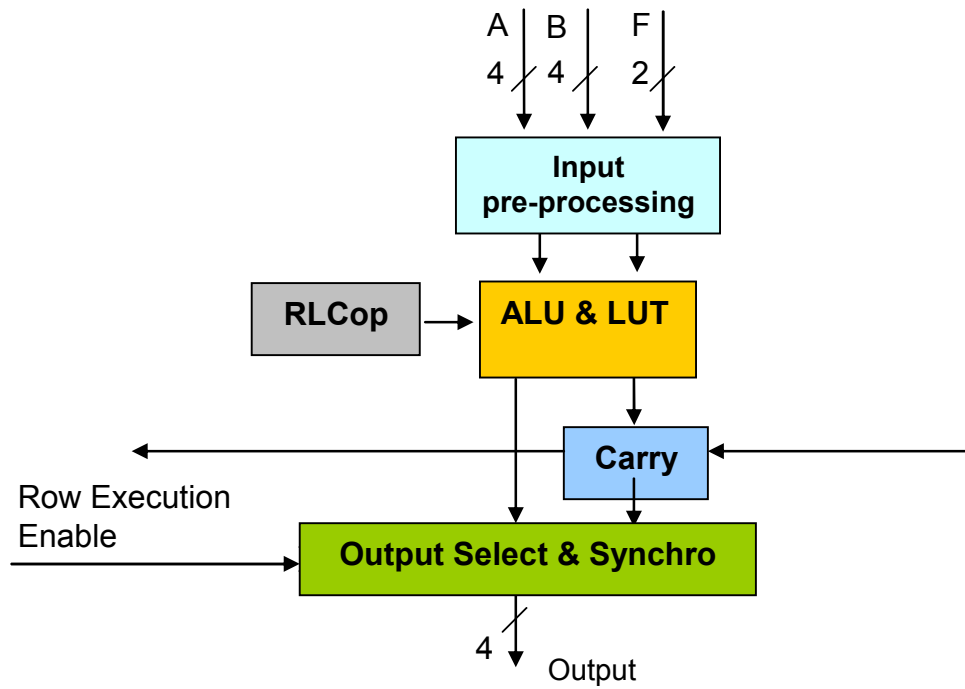 A B F
4 4 2
Input
pre-processing
RLCop
ALU & LUT
Carry
Row Execution
Enable
Output Select & Synchro
4
Output